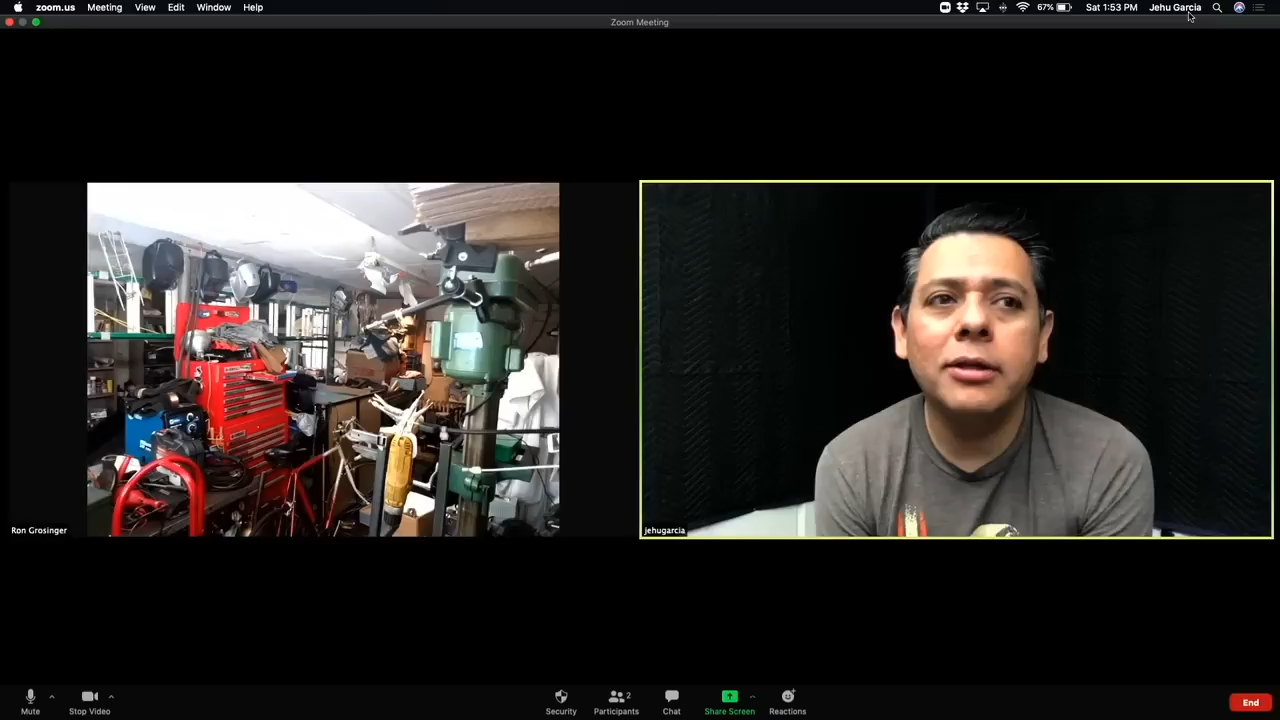 zoom.us Meeting View Edit Window Help
67% Sat 1:53 PM Jehu Garcia
Zoom Meeting
Ron Grosinger
jehugarcia
Mute
Stop Video
Security
Participants 2
Chat
Share Screen
Reactions
End